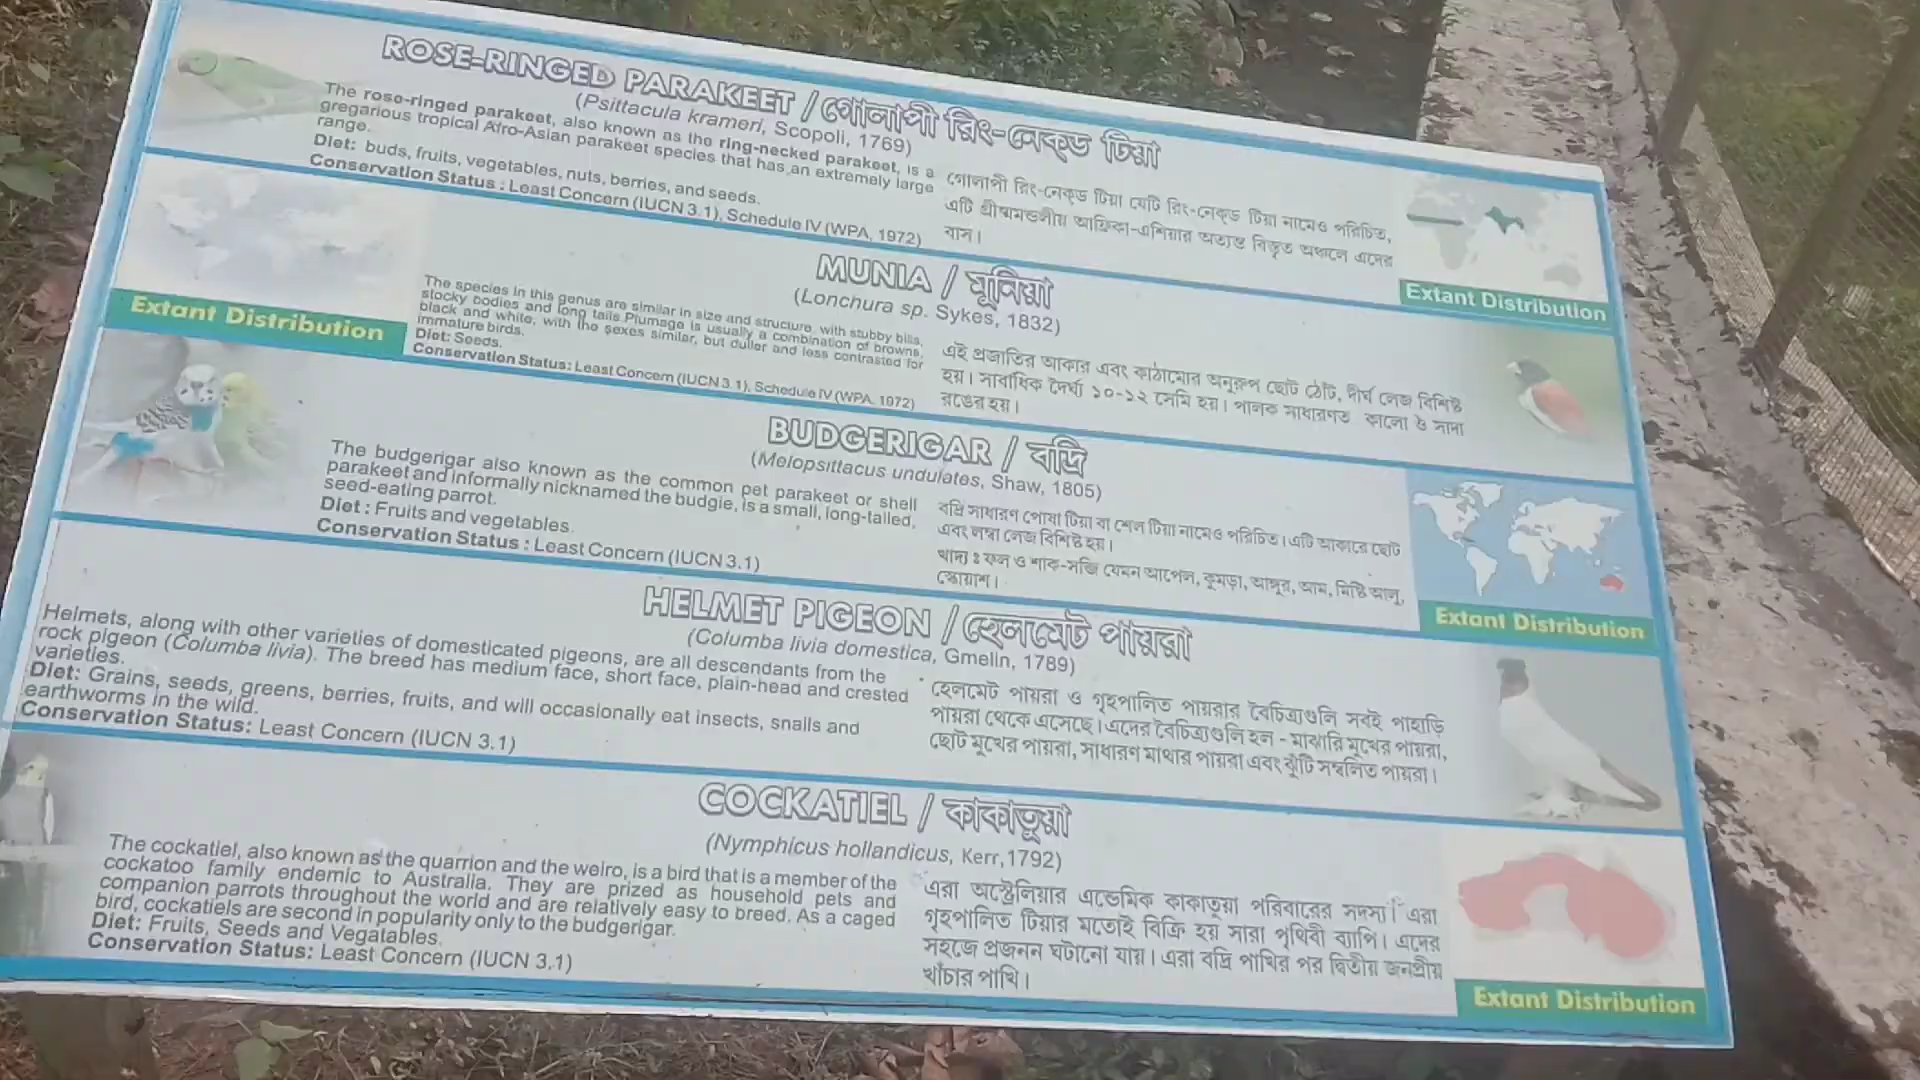 ROSE-RINGED PARAKEET / গোলাপী রিং-নেক্ড টিয়া
(Psittacula krameri, Scopoli, 1769)
The rose-ringed parakeet, also known as the ring-necked parakeet, is a
gregarious tropical Afro-Asian parakeet species that has an extremely large
range.
Diet: buds, fruits, vegetables, nuts, berries, and seeds.
Conservation Status : Least Concern (IUCN 3.1), Schedule IV (WPA, 1972)
গোলাপী রিং-নেক্ড টিয়া যেটি রিং-নেক্ড টিয়া নামেও পরিচিত,
এটি গ্রীষ্মমন্ডলীয় আফ্রিকা-এশিয়ার অত্যন্ত বিস্তৃত অঞ্চলে এদের
বাস।
Extant Distribution
MUNIA / মূনিয়া
(Lonchura sp. Sykes, 1832)
Extant Distribution
The species in this genus are similar in size and structure, with stubby bills,
stocky bodies and long tails.Plumage is usually a combination of browns,
black and white, with the sexes similar, but duller and less contrasted for
immature birds.
Diet: Seeds.
Conservation Status: Least Concern (IUCN 3.1), Schedule IV (WPA, 1972)
এই প্রজাতির আকার এবং কাঠামোর অনুরূপ ছোট ঠোঁট, দীর্ঘ লেজ বিশিষ্ট
হয়। সার্বাধিক দৈর্ঘ্য ১০-১২ সেমি হয়। পালক সাধারণত কালো ও সাদা
রঙের হয়।
BUDGERIGAR / বদ্রি
(Melopsittacus undulates, Shaw, 1805)
The budgerigar also known as the common pet parakeet or shell
parakeet and informally nicknamed the budgie, is a small, long-tailed,
seed-eating parrot.
Diet : Fruits and vegetables.
Conservation Status : Least Concern (IUCN 3.1)
বদ্রি সাধারণ পোষা টিয়া বা শেল টিয়া নামেও পরিচিত। এটি আকারে ছোট
এবং লম্বা লেজ বিশিষ্ট হয়।
খাদ্য ঃ ফল ও শাক-সব্জি যেমন আপেল, কুমড়া, আঙ্গুর, আম, মিষ্টি আলু,
স্কোয়াশ।
Extant Distribution
HELMET PIGEON / হেলমেট পায়রা
(Columba livia domestica, Gmelin, 1789)
Helmets, along with other varieties of domesticated pigeons, are all descendants from the
rock pigeon (Columba livia). The breed has medium face, short face, plain-head and crested
varieties.
Diet: Grains, seeds, greens, berries, fruits, and will occasionally eat insects, snails and
earthworms in the wild.
Conservation Status: Least Concern (IUCN 3.1)
হেলমেট পায়রা ও গৃহপালিত পায়রার বৈচিত্র্যগুলি সবই পাহাড়ি
পায়রা থেকে এসেছে। এদের বৈচিত্র্যগুলি হল - মাঝারি মুখের পায়রা,
ছোট মুখের পায়রা, সাধারণ মাথার পায়রা এবং ঝুঁটি সম্বলিত পায়রা।
COCKATIEL / কাকাতুয়া
(Nymphicus hollandicus, Kerr,1792)
The cockatiel, also known as the quarrion and the weiro, is a bird that is a member of the
cockatoo family endemic to Australia. They are prized as household pets and
companion parrots throughout the world and are relatively easy to breed. As a caged
bird, cockatiels are second in popularity only to the budgerigar.
Diet: Fruits, Seeds and Vegatables.
Conservation Status: Least Concern (IUCN 3.1)
এরা অস্ট্রেলিয়ার এন্ডেমিক কাকাতুয়া পরিবারের সদস্য। এরা
গৃহপালিত টিয়ার মতোই বিক্রি হয় সারা পৃথিবী ব্যাপি। এদের
সহজে প্রজনন ঘটানো যায়। এরা বদ্রি পাখির পর দ্বিতীয় জনপ্রীয়
খাঁচার পাখি।
Extant Distribution